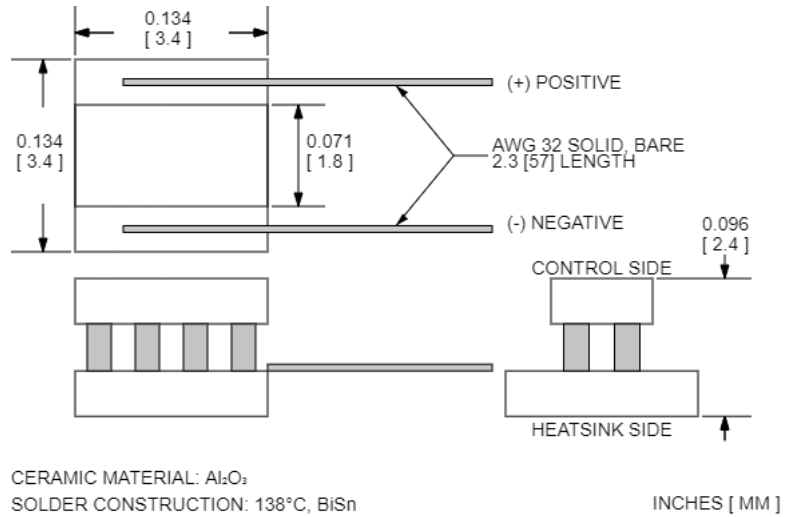 0.134
[ 3.4 ]
(+) POSITIVE
0.134
[ 3.4 ]
0.071
[ 1.8 ]
AWG 32 SOLID, BARE
2.3 [57] LENGTH
(-) NEGATIVE
0.096
[ 2.4 ]
CONTROL SIDE
HEATSINK SIDE
CERAMIC MATERIAL: Al₂O₃
SOLDER CONSTRUCTION: 138°C, BiSn
INCHES [ MM ]